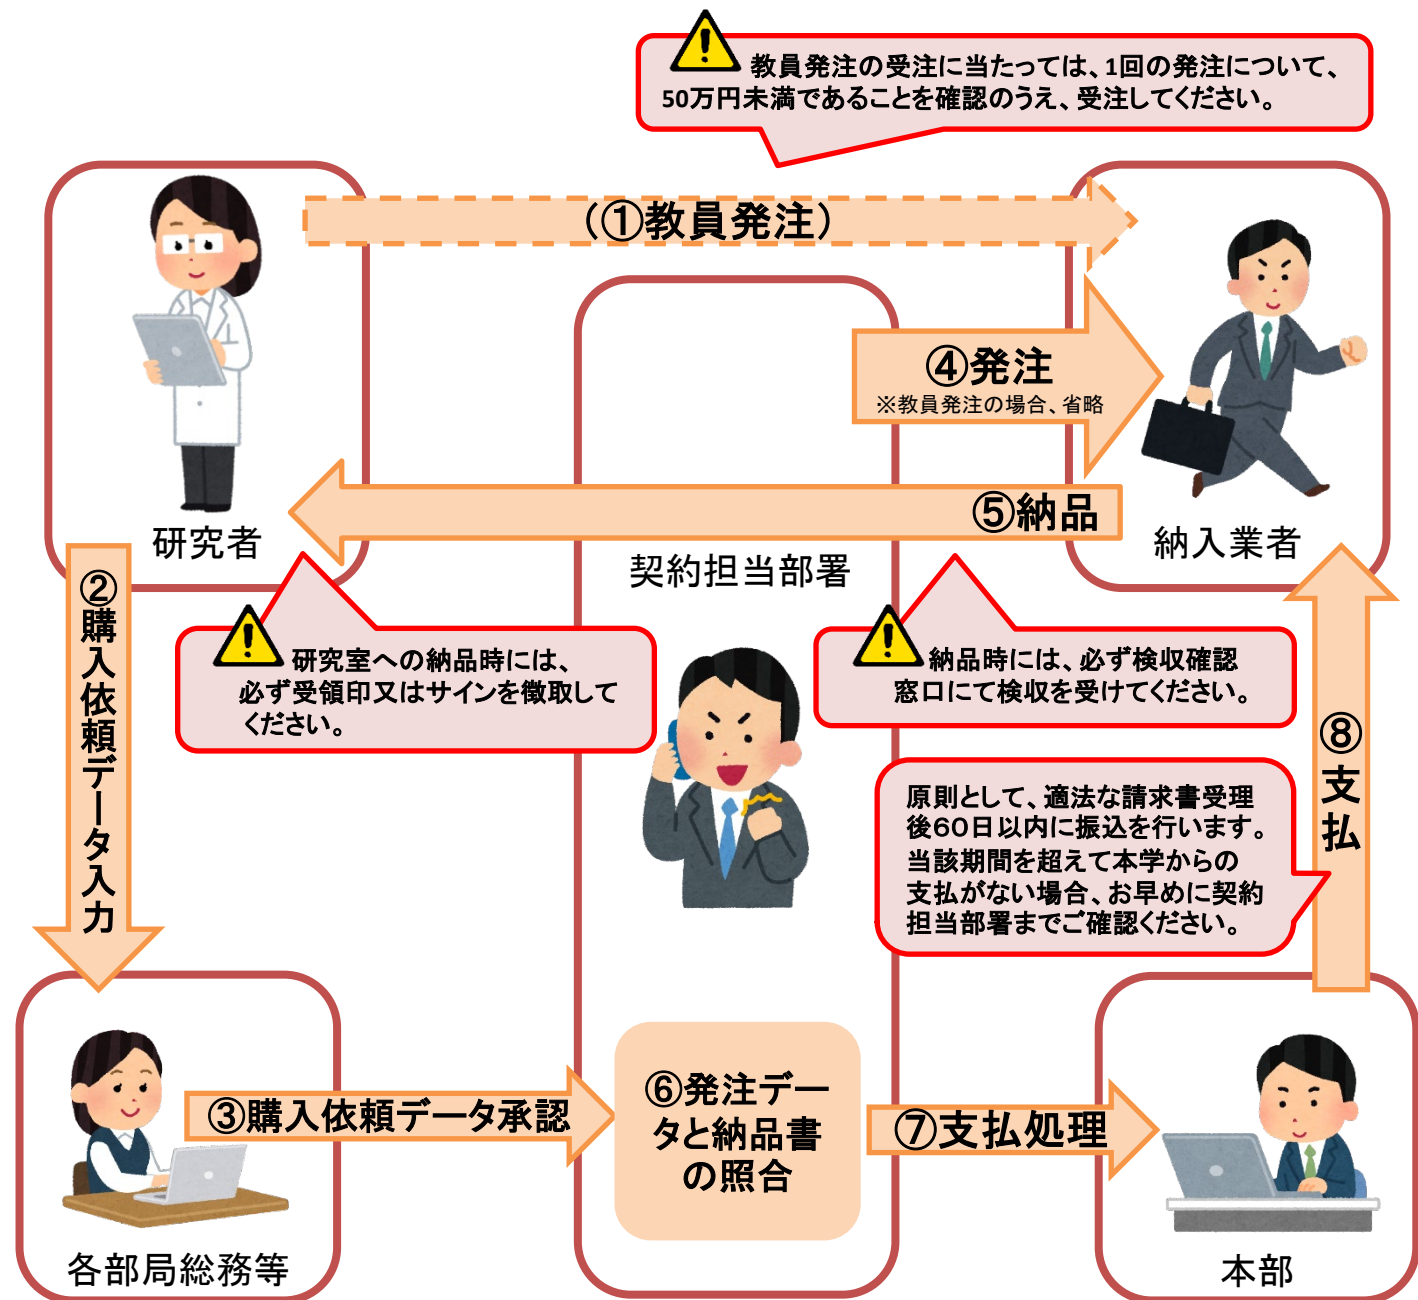 教員発注の受注に当たっては、1回の発注について、
50万円未満であることを確認のうえ、受注してください。
(①教員発注)
④発注
※教員発注の場合、省略
⑤納品
研究者
契約担当部署
納入業者
②購入依頼データ入力
研究室への納品時には、
必ず受領印又はサインを徴取して
ください。
納品時には、必ず検収確認
窓口にて検収を受けてください。
原則として、適法な請求書受理
後60日以内に振込を行います。
当該期間を超えて本学からの
支払がない場合、お早めに契約
担当部署までご確認ください。
⑧支払
③購入依頼データ承認
⑥発注デー
タと納品書
の照合
⑦支払処理
各部局総務等
本部